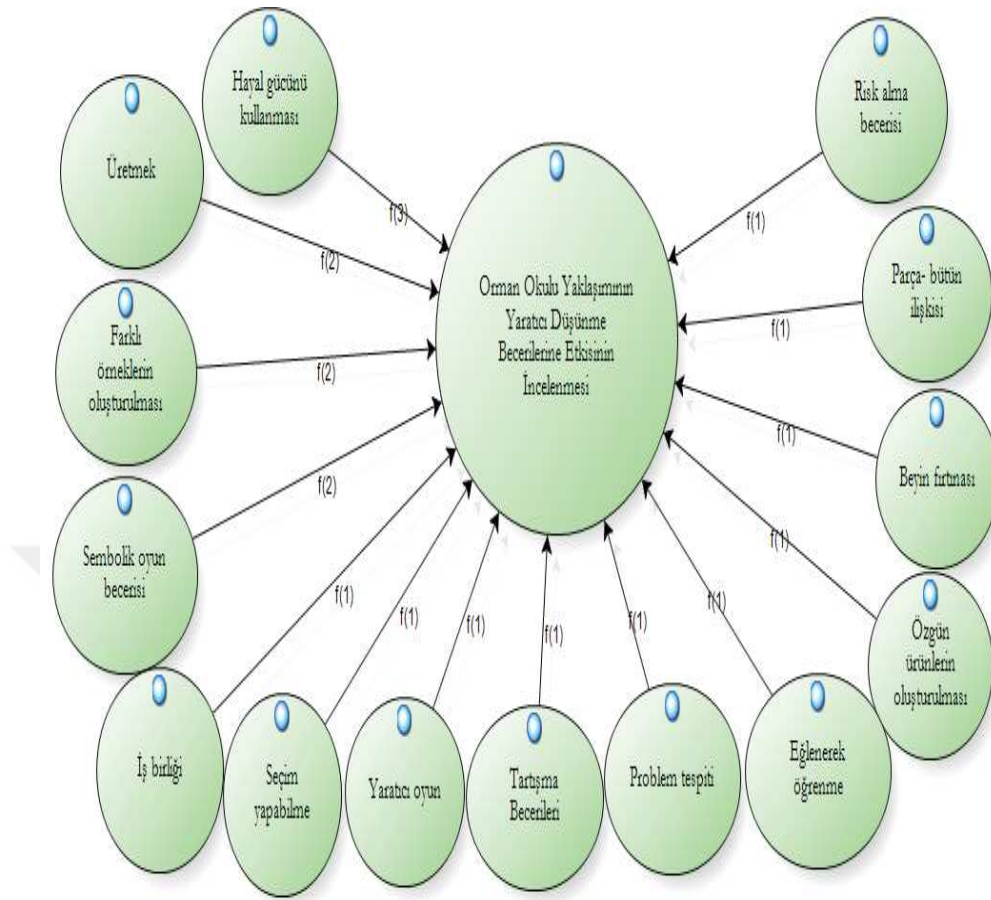 Hayal gücünü
kullanması
f(3)
Üretmek
f(2)
Farklı
örneklerin
oluşturulması
f(2)
Sembolik oyun
becerisi
f(2)
İş birliği
f(1)
Seçim
yapabilme
f(1)
Yaratıcı oyun
f(1)
Tartışma
Becerileri
f(1)
Problem tespiti
f(1)
Eğlenerek
öğrenme
f(1)
Özgün
ürünlerin
oluşturulması
f(1)
Beyin fırtınası
f(1)
Parça- bütün
ilişkisi
f(1)
Risk alma
becerisi
f(1)
Orman Okulu Yaklaşımının
Yaratıcı Düşünme
Becerilerine Etkisinin
İncelenmesi